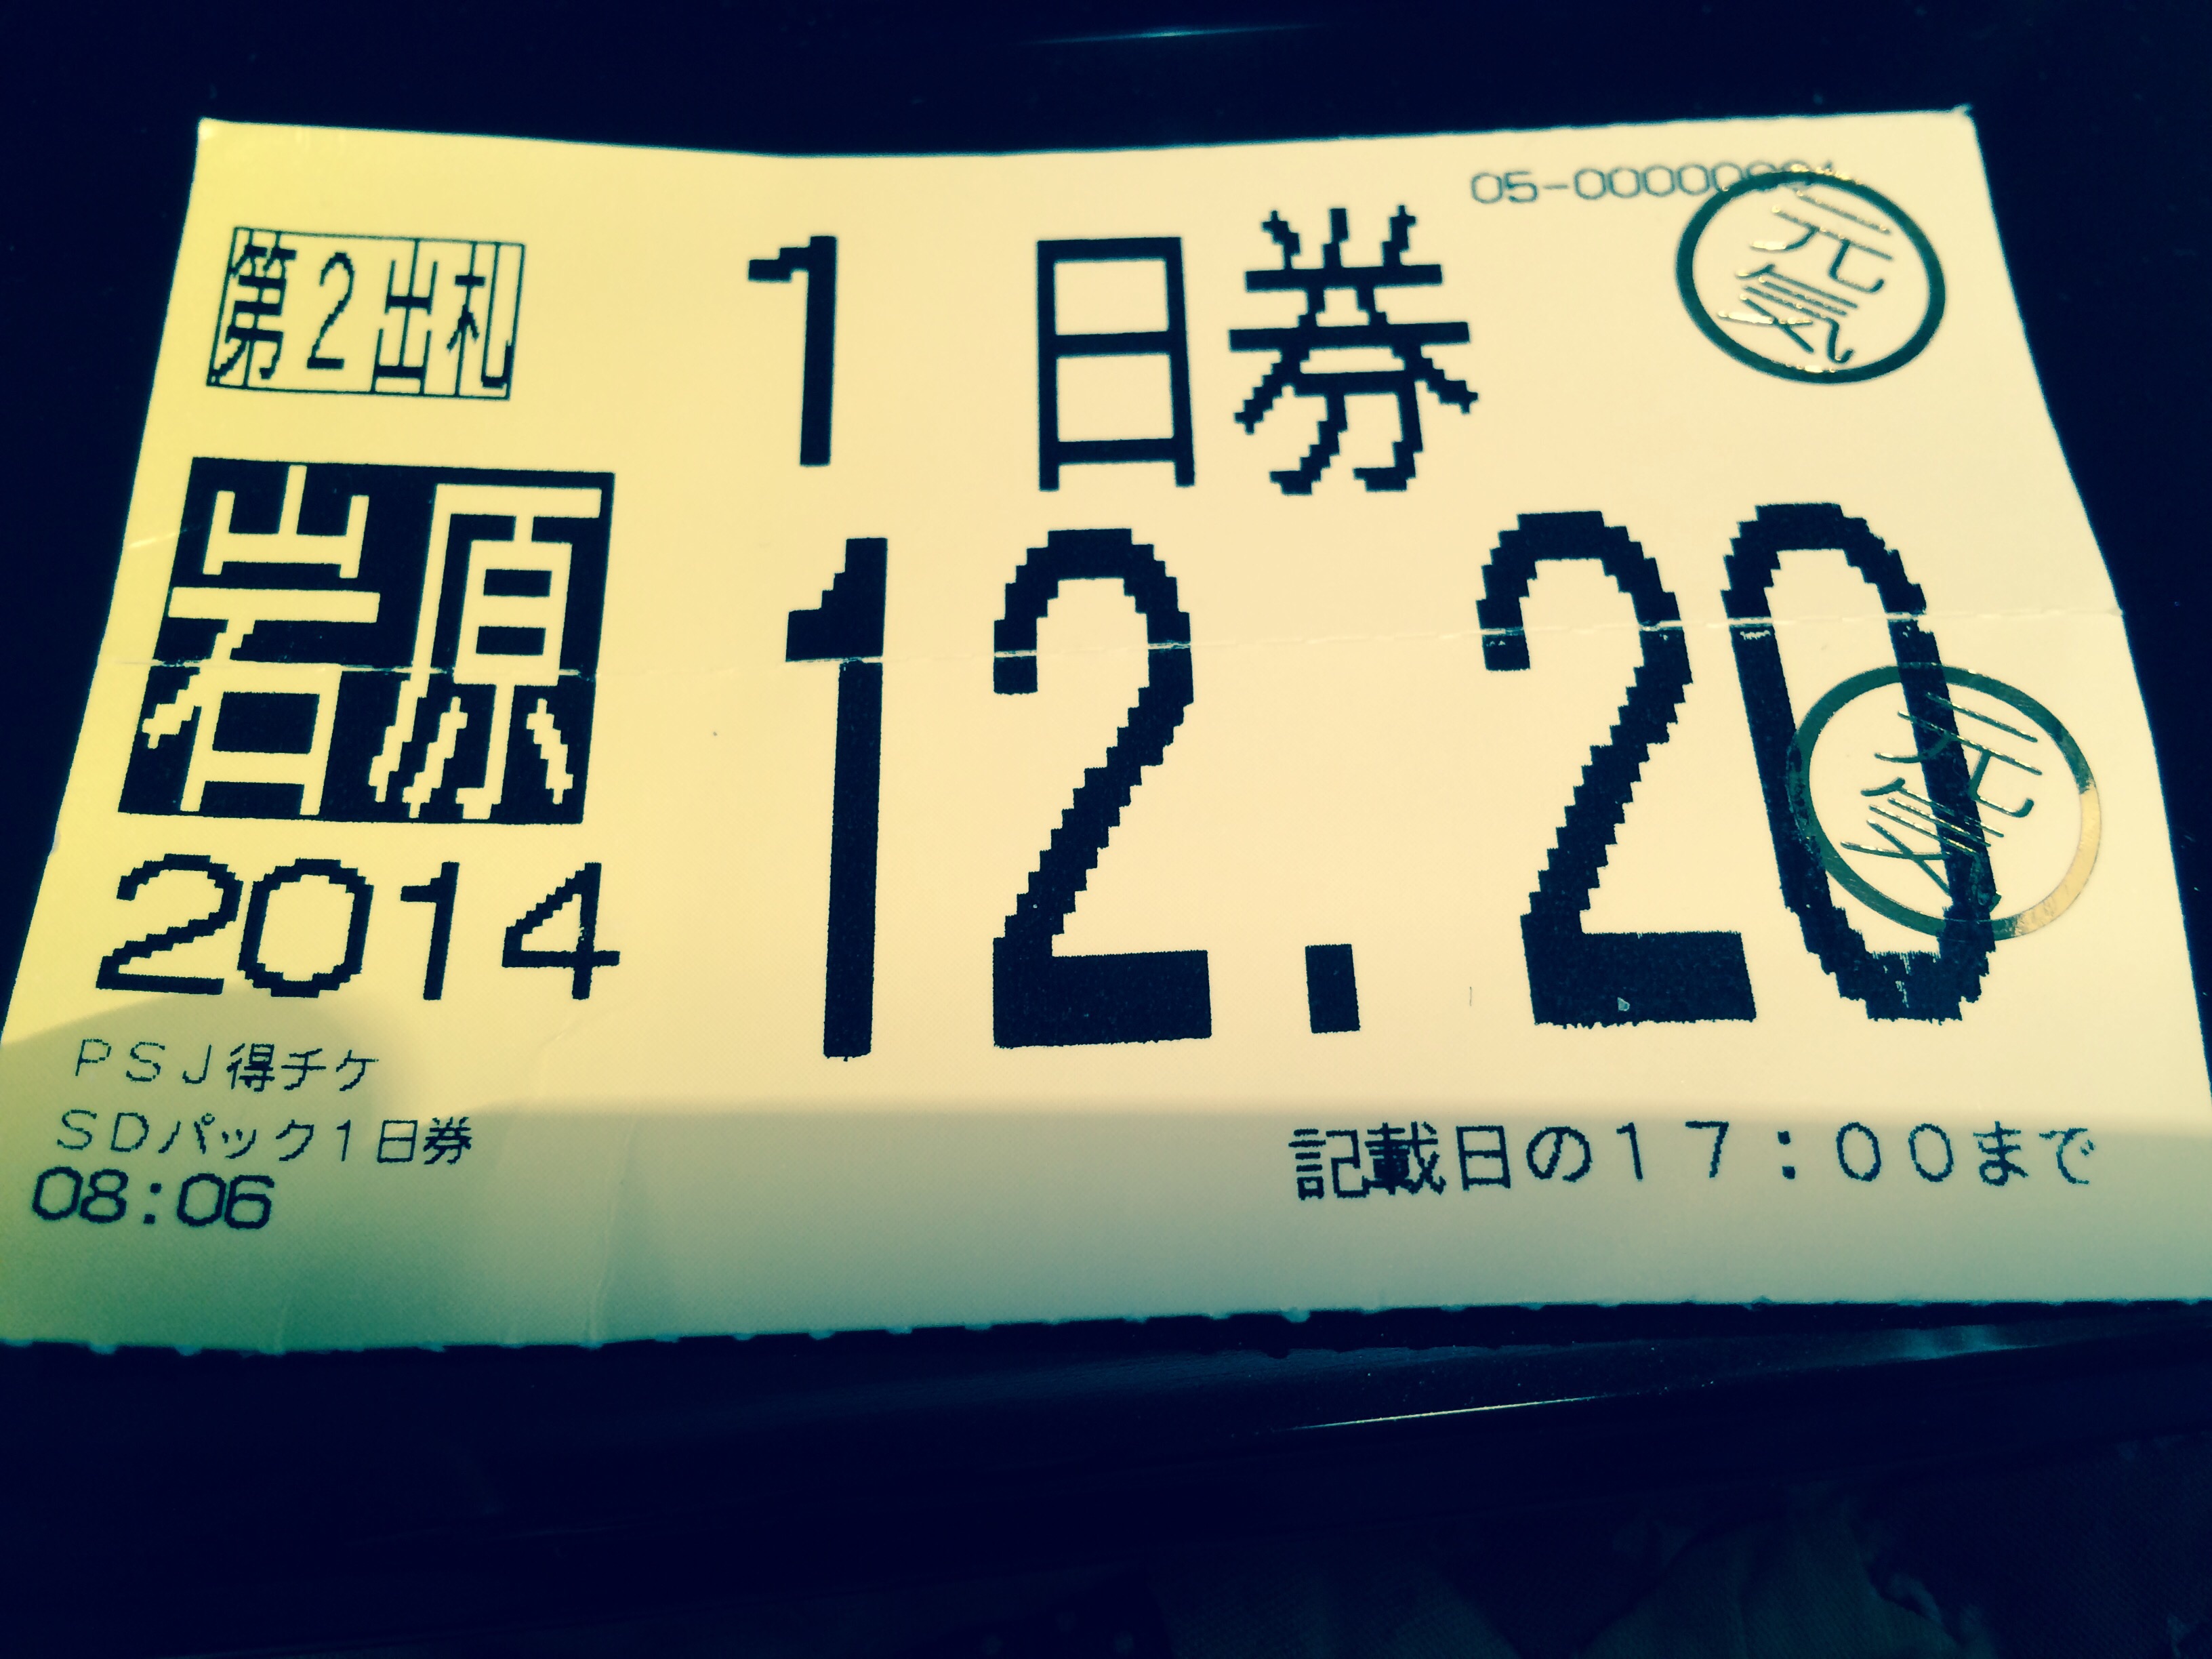 05-0000000
元気
第2出札
1日券
岩原
12.20
元気
2014
PSJ得チケ
SDパック1日券
08:06
記載日の17:00まで